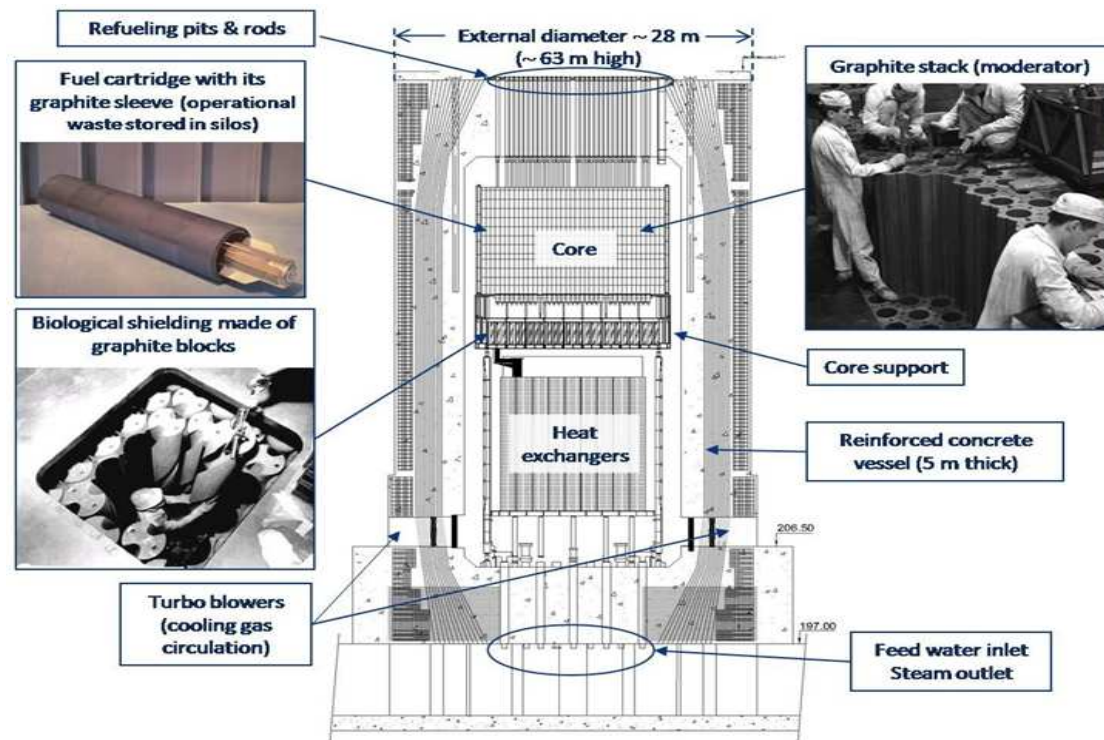 Refueling pits & rods
External diameter ~ 28 m
(~ 63 m high)
Fuel cartridge with its
graphite sleeve (operational
waste stored in silos)
Graphite stack (moderator)
Core
Biological shielding made of
graphite blocks
Core support
Heat
exchangers
Reinforced concrete
vessel (5 m thick)
206.50
Turbo blowers
(cooling gas
circulation)
197.00
Feed water inlet
Steam outlet